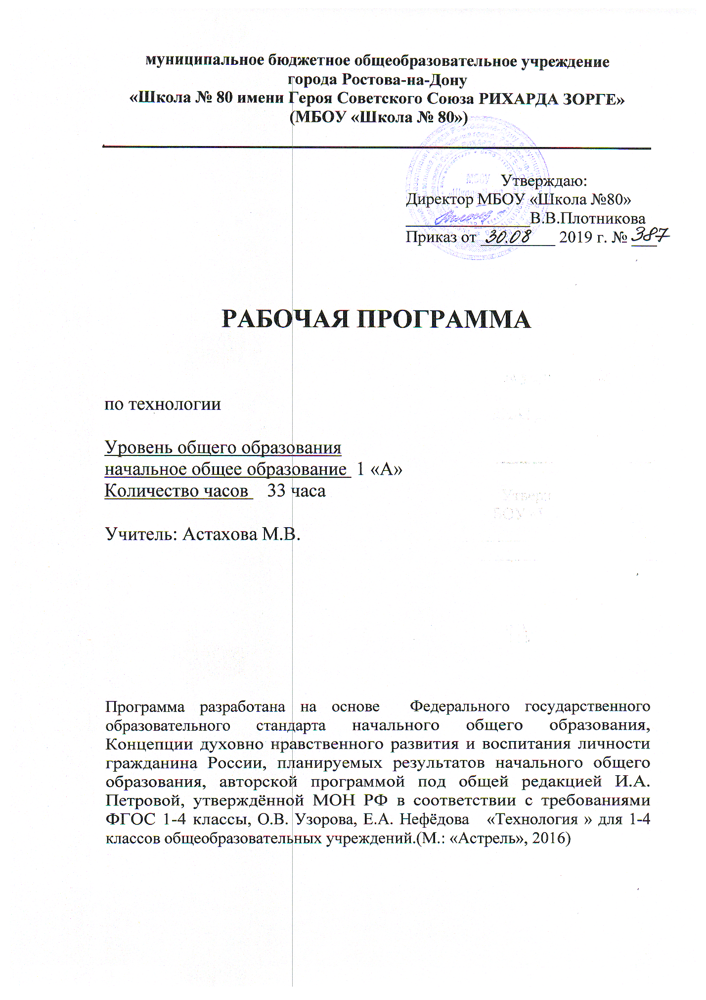 муниципальное бюджетное общеобразовательное учреждение
города Ростова-на-Дону
«Школа № 80 имени Героя Советского Союза РИХАРДА ЗОРГЕ»
(МБОУ «Школа № 80»)
Утверждаю:
Директор МБОУ «Школа №80»
В.В.Плотникова
Приказ от 30.08 2019 г. № 387
РАБОЧАЯ ПРОГРАММА
по технологии
Уровень общего образования
начальное общее образование 1 «А»
Количество часов 33 часа
Учитель: Астахова М.В.
Программа разработана на основе Федерального государственного
образовательного стандарта начального общего образования,
Концепции духовно нравственного развития и воспитания личности
гражданина России, планируемых результатов начального общего
образования, авторской программой под общей редакцией И.А.
Петровой, утверждённой МОН РФ в соответствии с требованиями
ФГОС 1-4 классы, О.В. Узорова, Е.А. Нефёдова «Технология » для 1-4
классов общеобразовательных учреждений.(М.: «Астрель», 2016)